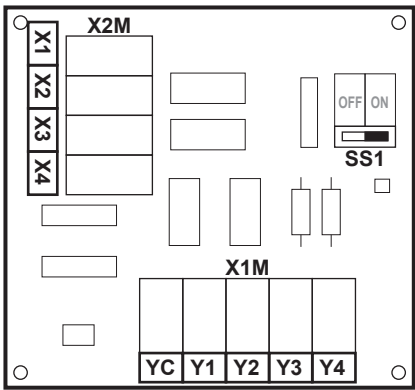 X2M
X1
X2
X3
X4
OFF ON
SS1
X1M
YC Y1 Y2 Y3 Y4